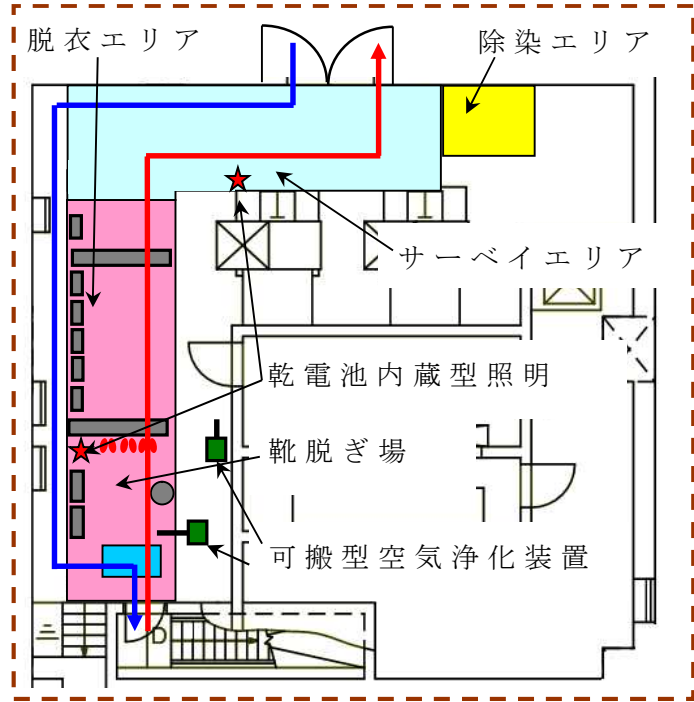 脱衣エリア
除染エリア
サーベイエリア
乾電池内蔵型照明
靴脱ぎ場
可搬型空気浄化装置
D